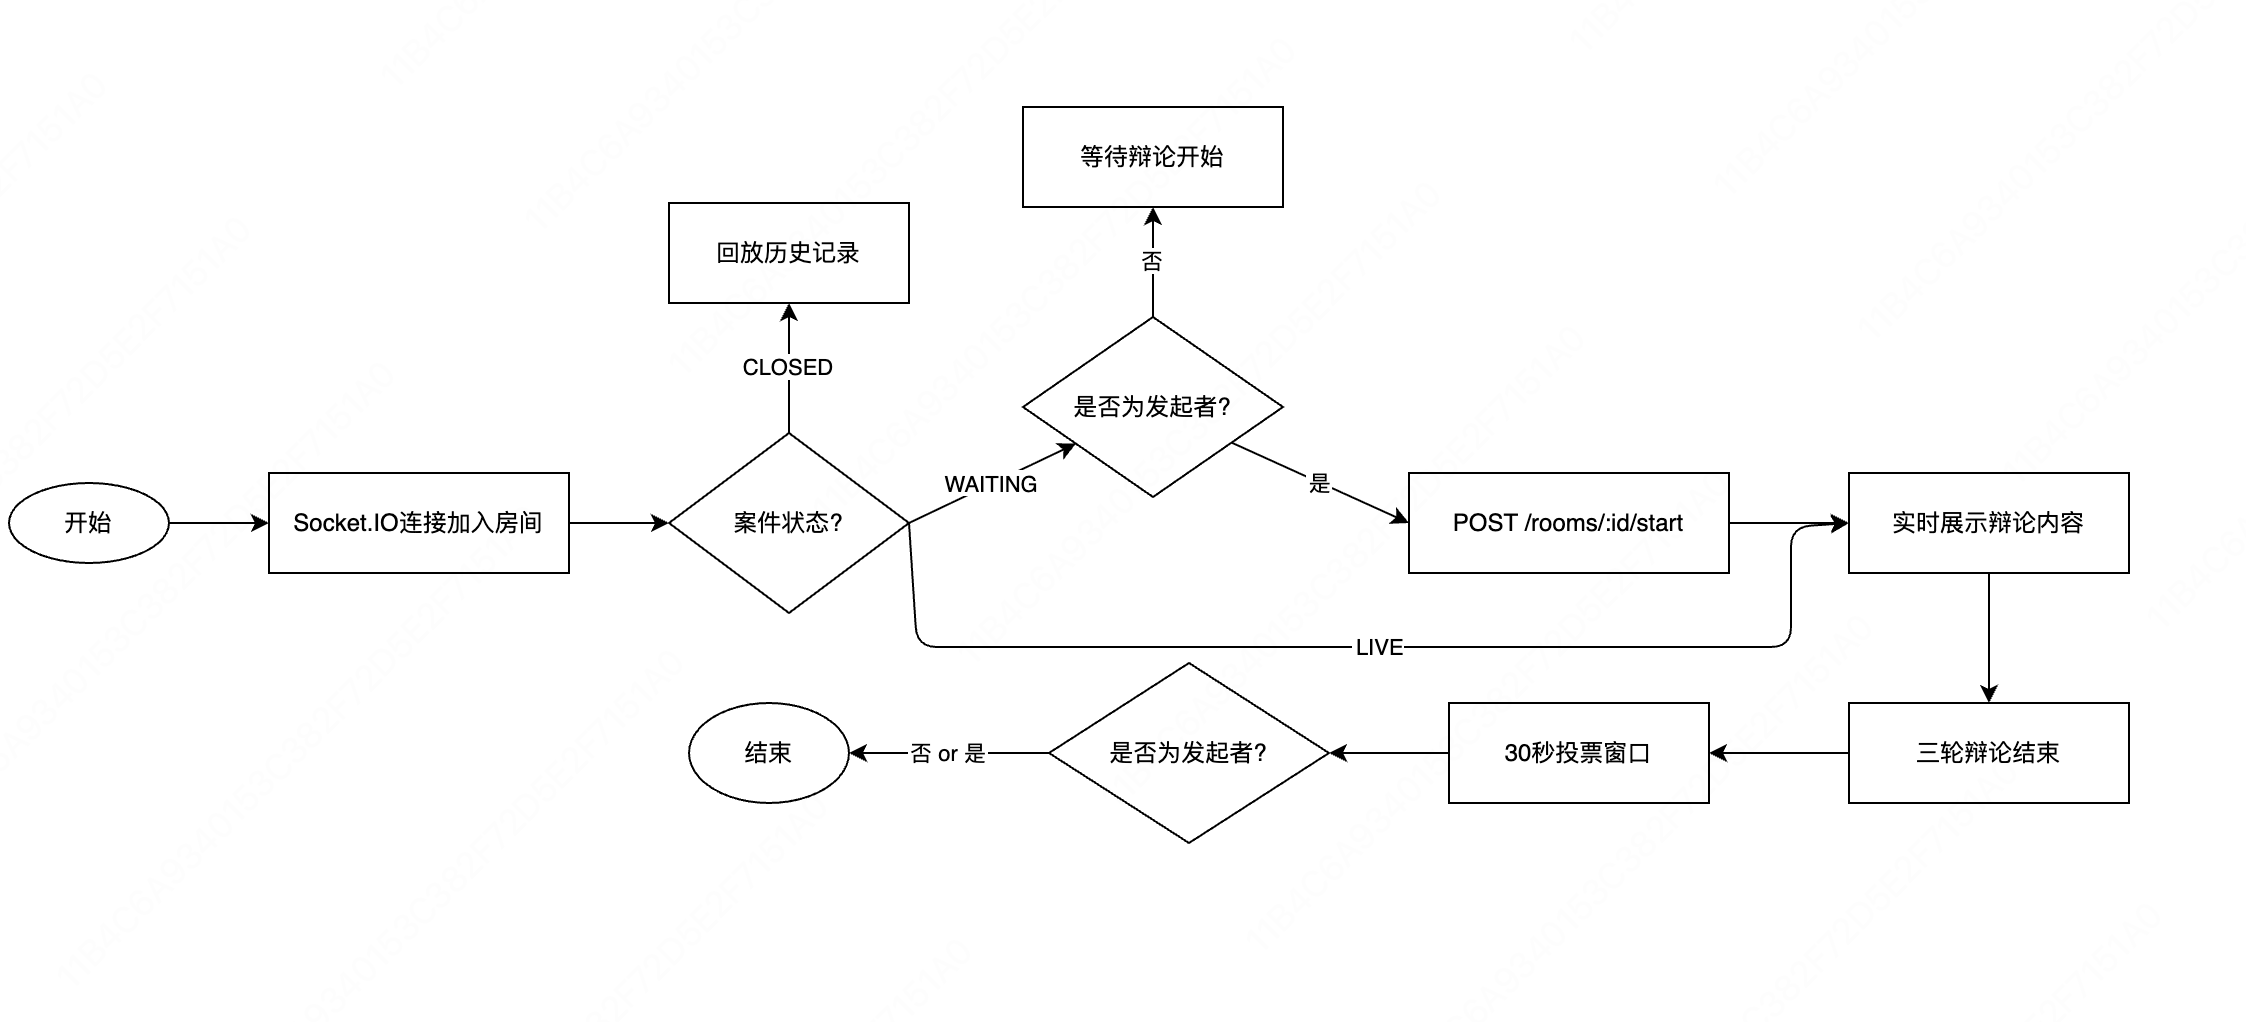 等待辩论开始
回放历史记录
否
CLOSED
是否为发起者?
WAITING
是
开始
Socket.IO连接加入房间
案件状态?
POST /rooms/:id/start
实时展示辩论内容
LIVE
结束
否 or 是
是否为发起者?
30秒投票窗口
三轮辩论结束